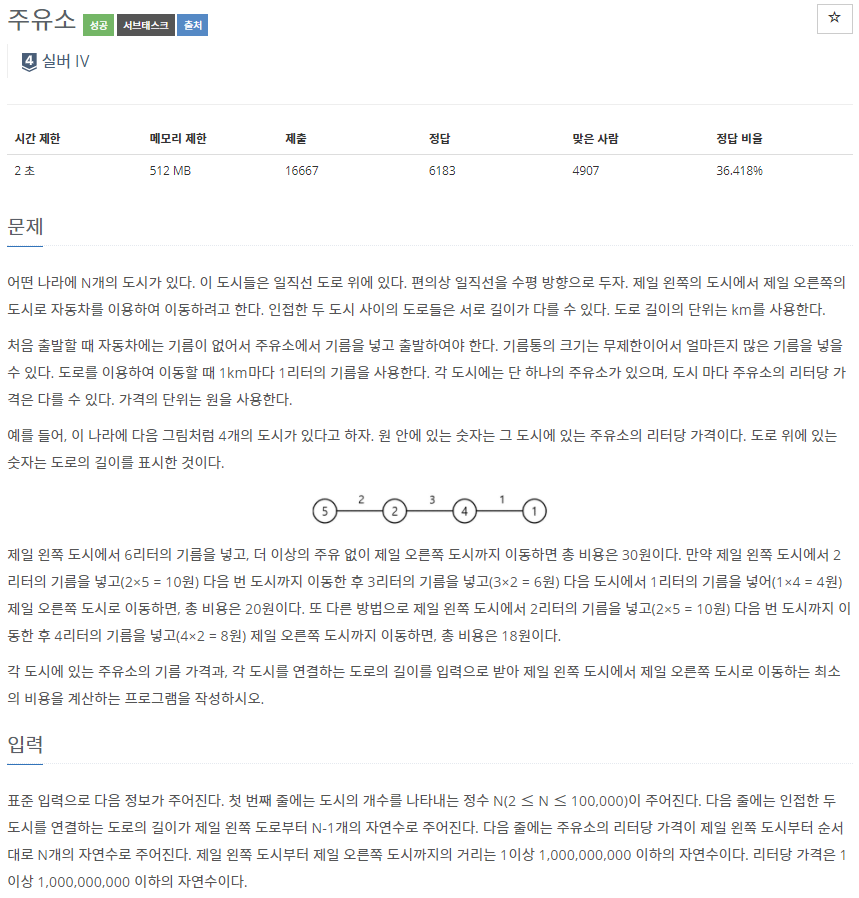 주유소 성공 서브태스크 출처
☆
4 실버 IV
시간 제한 메모리 제한 제출 정답 맞은 사람 정답 비율
2 초 512 MB 16667 6183 4907 36.418%
문제
어떤 나라에 N개의 도시가 있다. 이 도시들은 일직선 도로 위에 있다. 편의상 일직선을 수평 방향으로 두자. 제일 왼쪽의 도시에서 제일 오른쪽의
도시로 자동차를 이용하여 이동하려고 한다. 인접한 두 도시 사이의 도로들은 서로 길이가 다를 수 있다. 도로 길이의 단위는 km를 사용한다.
처음 출발할 때 자동차에는 기름이 없어서 주유소에서 기름을 넣고 출발하여야 한다. 기름통의 크기는 무제한이어서 얼마든지 많은 기름을 넣을
수 있다. 도로를 이용하여 이동할 때 1km마다 1리터의 기름을 사용한다. 각 도시에는 단 하나의 주유소가 있으며, 도시 마다 주유소의 리터당 가
격은 다를 수 있다. 가격의 단위는 원을 사용한다.
예를 들어, 이 나라에 다음 그림처럼 4개의 도시가 있다고 하자. 원 안에 있는 숫자는 그 도시에 있는 주유소의 리터당 가격이다. 도로 위에 있는
숫자는 도로의 길이를 표시한 것이다.
2 3 1
5 2 4 1
제일 왼쪽 도시에서 6리터의 기름을 넣고, 더 이상의 주유 없이 제일 오른쪽 도시까지 이동하면 총 비용은 30원이다. 만약 제일 왼쪽 도시에서 2
리터의 기름을 넣고(2×5 = 10원) 다음 번 도시까지 이동한 후 3리터의 기름을 넣고(3×2 = 6원) 다음 도시에서 1리터의 기름을 넣어(1×4 = 4원)
제일 오른쪽 도시로 이동하면, 총 비용은 20원이다. 또 다른 방법으로 제일 왼쪽 도시에서 2리터의 기름을 넣고(2×5 = 10원) 다음 번 도시까지 이
동한 후 4리터의 기름을 넣고(4×2 = 8원) 제일 오른쪽 도시까지 이동하면, 총 비용은 18원이다.
각 도시에 있는 주유소의 기름 가격과, 각 도시를 연결하는 도로의 길이를 입력으로 받아 제일 왼쪽 도시에서 제일 오른쪽 도시로 이동하는 최소
의 비용을 계산하는 프로그램을 작성하시오.
입력
표준 입력으로 다음 정보가 주어진다. 첫 번째 줄에는 도시의 개수를 나타내는 정수 N(2 ≤ N ≤ 100,000)이 주어진다. 다음 줄에는 인접한 두
도시를 연결하는 도로의 길이가 제일 왼쪽 도로부터 N-1개의 자연수로 주어진다. 다음 줄에는 주유소의 리터당 가격이 제일 왼쪽 도시부터 순서
대로 N개의 자연수로 주어진다. 제일 왼쪽 도시부터 제일 오른쪽 도시까지의 거리는 1이상 1,000,000,000 이하의 자연수이다. 리터당 가격은 1
이상 1,000,000,000 이하의 자연수이다.